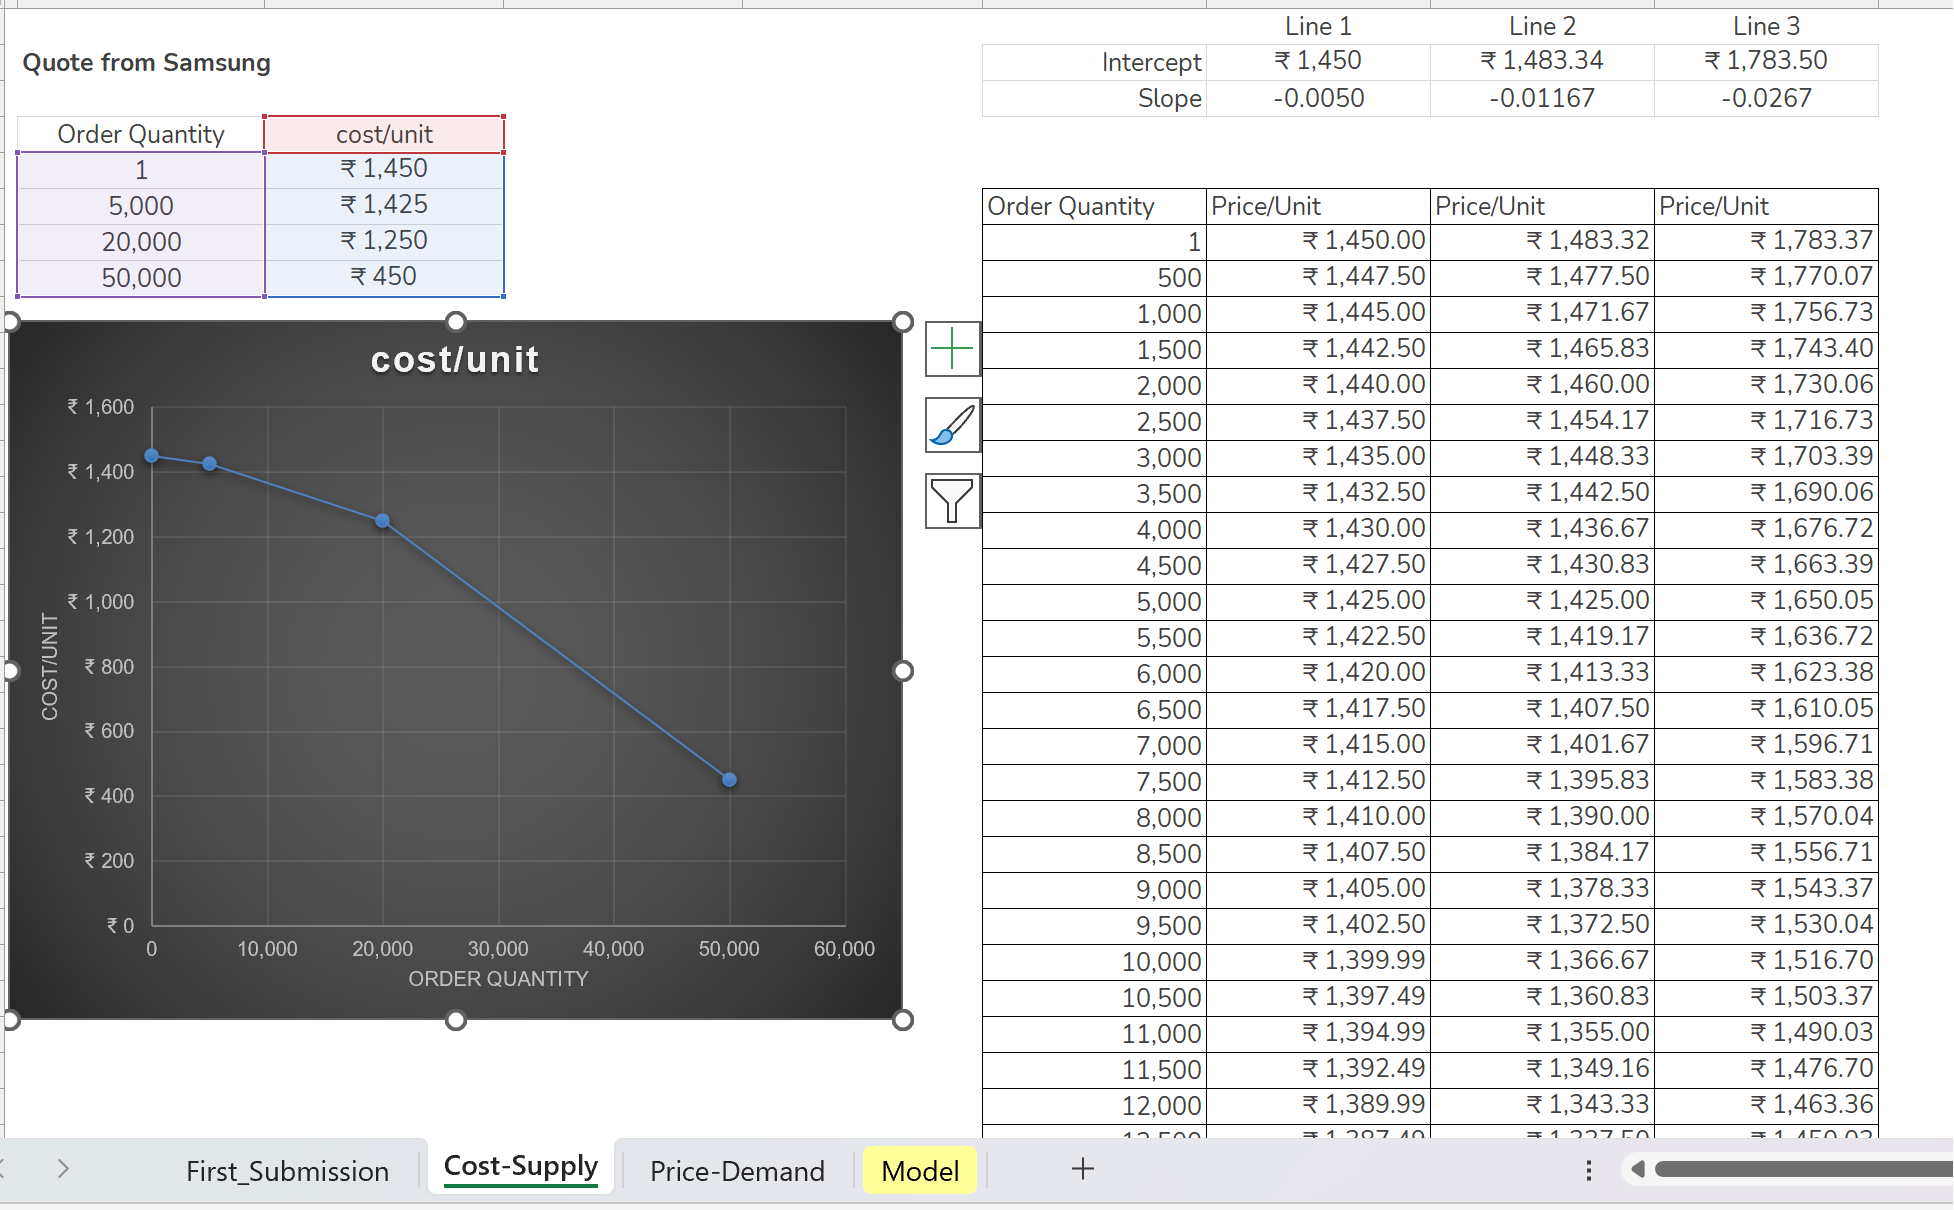 Line 1 Line 2 Line 3
Quote from Samsung
Intercept ₹ 1,450 ₹ 1,483.34 ₹ 1,783.50
Slope -0.0050 -0.01167 -0.0267
Order Quantity cost/unit
1 ₹ 1,450
5,000 ₹ 1,425
20,000 ₹ 1,250
50,000 ₹ 450
cost/unit
₹ 1,600
₹ 1,400
₹ 1,200
₹ 1,000
₹ 800
₹ 600
₹ 400
₹ 200
₹ 0
COST/UNIT
0 10,000 20,000 30,000 40,000 50,000 60,000
ORDER QUANTITY
Order Quantity Price/Unit Price/Unit Price/Unit
1 ₹ 1,450.00 ₹ 1,483.32 ₹ 1,783.37
500 ₹ 1,447.50 ₹ 1,477.50 ₹ 1,770.07
1,000 ₹ 1,445.00 ₹ 1,471.67 ₹ 1,756.73
1,500 ₹ 1,442.50 ₹ 1,465.83 ₹ 1,743.40
2,000 ₹ 1,440.00 ₹ 1,460.00 ₹ 1,730.06
2,500 ₹ 1,437.50 ₹ 1,454.17 ₹ 1,716.73
3,000 ₹ 1,435.00 ₹ 1,448.33 ₹ 1,703.39
3,500 ₹ 1,432.50 ₹ 1,442.50 ₹ 1,690.06
4,000 ₹ 1,430.00 ₹ 1,436.67 ₹ 1,676.72
4,500 ₹ 1,427.50 ₹ 1,430.83 ₹ 1,663.39
5,000 ₹ 1,425.00 ₹ 1,425.00 ₹ 1,650.05
5,500 ₹ 1,422.50 ₹ 1,419.17 ₹ 1,636.72
6,000 ₹ 1,420.00 ₹ 1,413.33 ₹ 1,623.38
6,500 ₹ 1,417.50 ₹ 1,407.50 ₹ 1,610.05
7,000 ₹ 1,415.00 ₹ 1,401.67 ₹ 1,596.71
7,500 ₹ 1,412.50 ₹ 1,395.83 ₹ 1,583.38
8,000 ₹ 1,410.00 ₹ 1,390.00 ₹ 1,570.04
8,500 ₹ 1,407.50 ₹ 1,384.17 ₹ 1,556.71
9,000 ₹ 1,405.00 ₹ 1,378.33 ₹ 1,543.37
9,500 ₹ 1,402.50 ₹ 1,372.50 ₹ 1,530.04
10,000 ₹ 1,399.99 ₹ 1,366.67 ₹ 1,516.70
10,500 ₹ 1,397.49 ₹ 1,360.83 ₹ 1,503.37
11,000 ₹ 1,394.99 ₹ 1,355.00 ₹ 1,490.03
11,500 ₹ 1,392.49 ₹ 1,349.16 ₹ 1,476.70
12,000 ₹ 1,389.99 ₹ 1,343.33 ₹ 1,463.36
First_Submission Cost-Supply Price-Demand Model